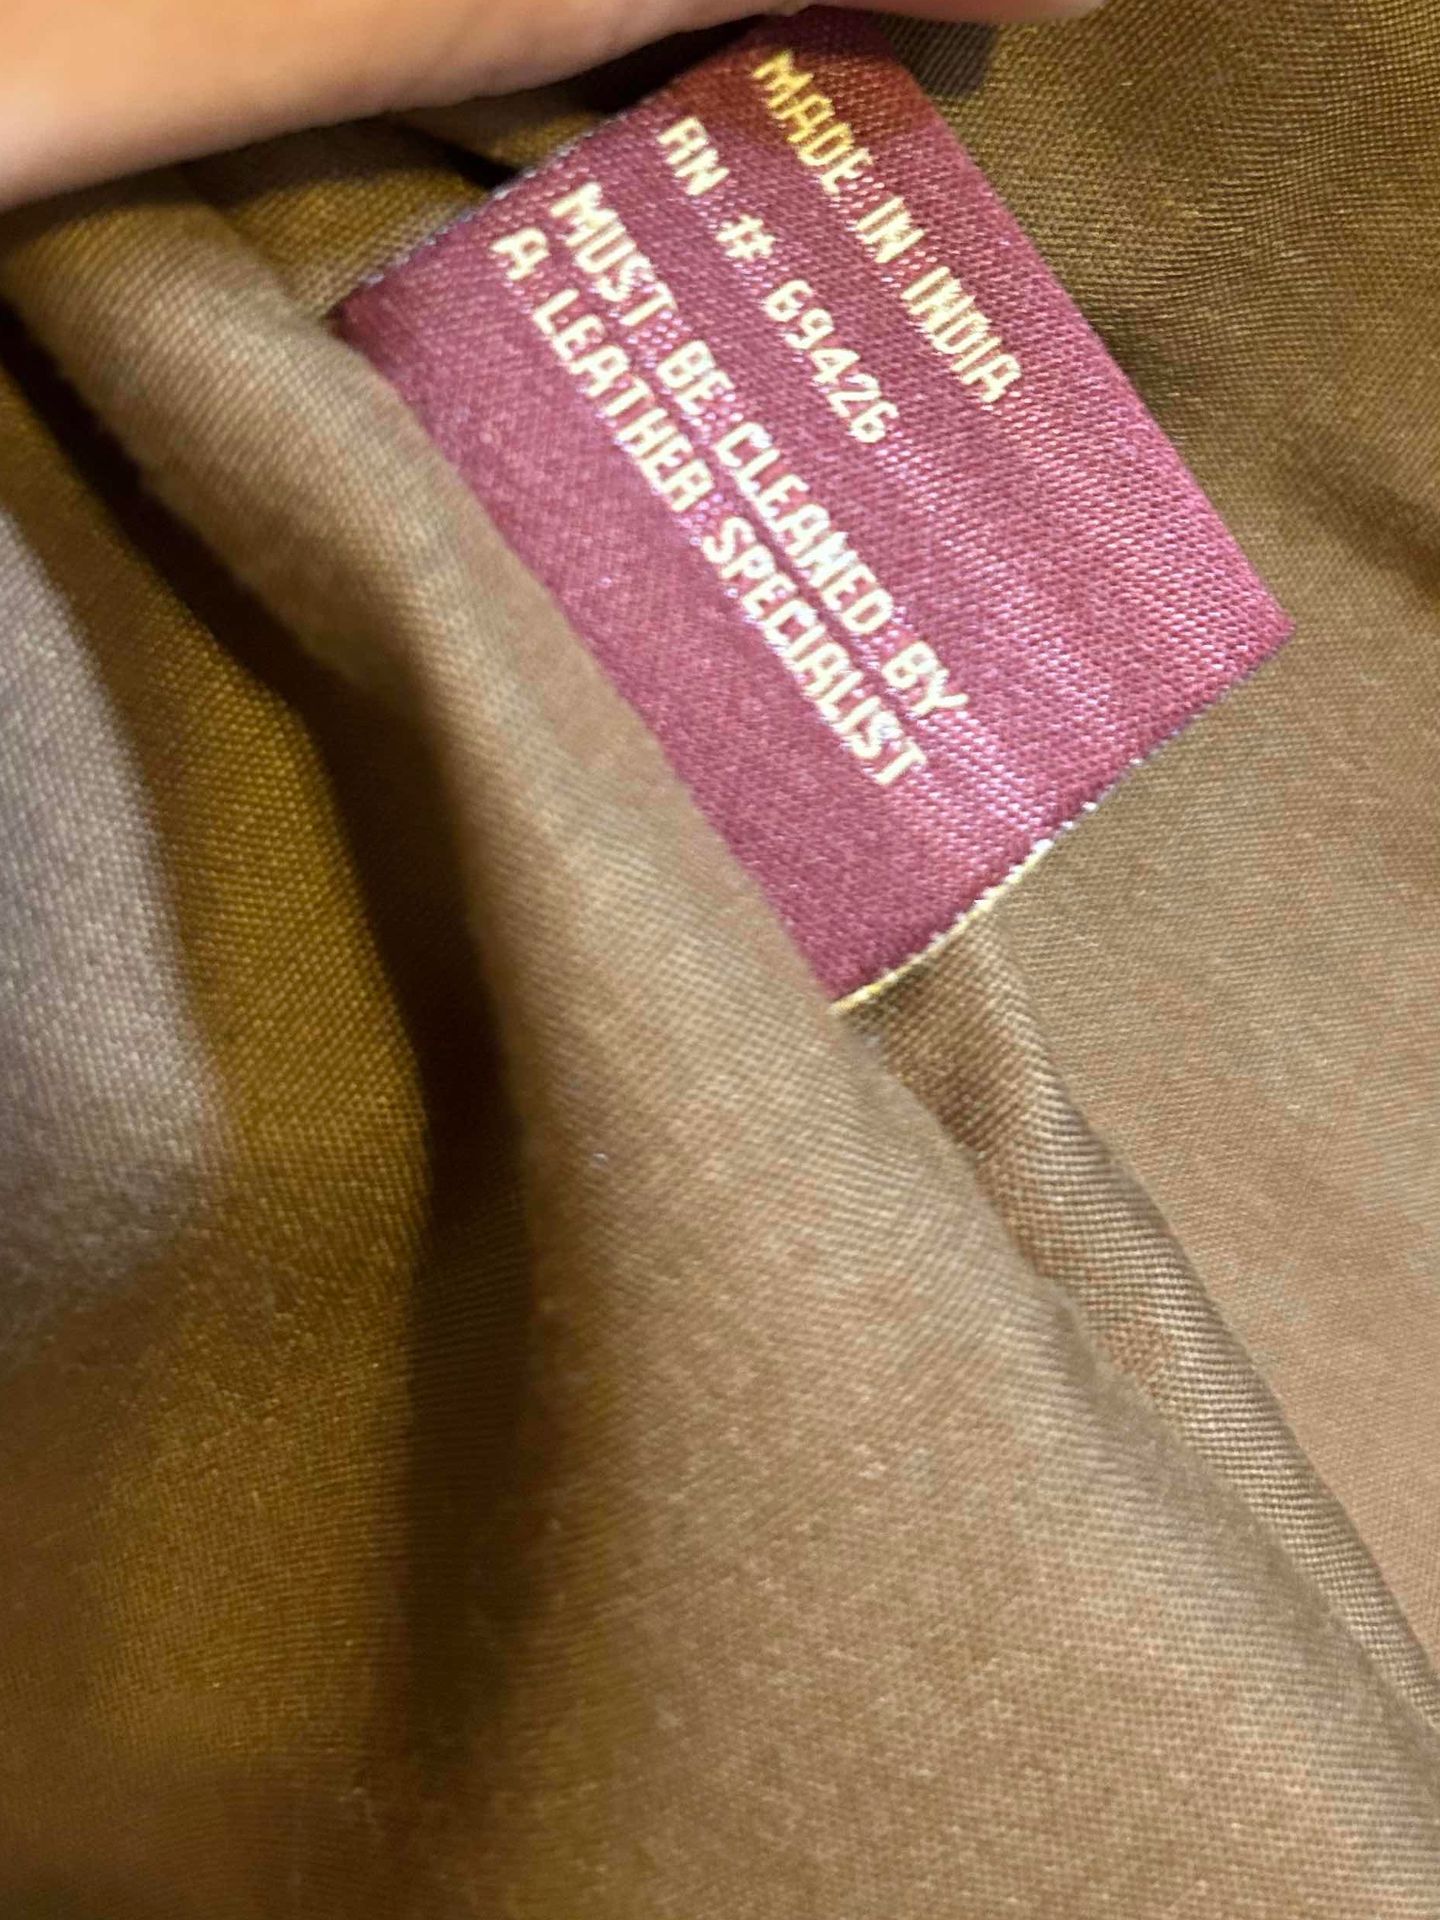 MADE IN INDIA
RN # 69426
MUST BE CLEANED BY
A LEATHER SPECIALIST